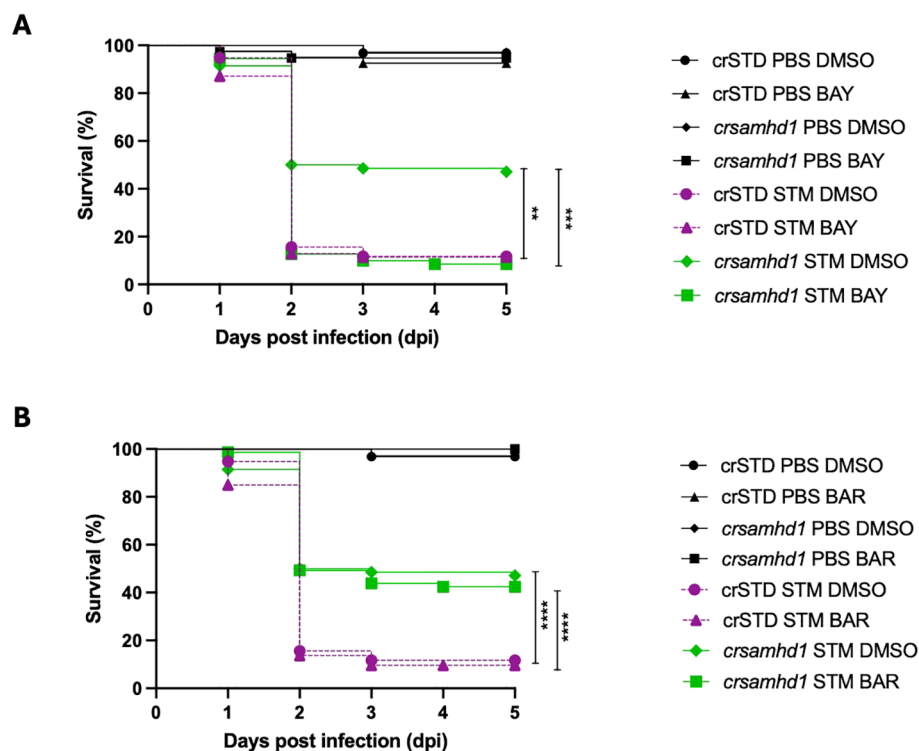 A
100
80
60
40
20
0
Survival (%)
0 1 2 3 4 5
Days post infection (dpi)
**
***
crSTD PBS DMSO
crSTD PBS BAY
crsamhd1 PBS DMSO
crsamhd1 PBS BAY
crSTD STM DMSO
crSTD STM BAY
crsamhd1 STM DMSO
crsamhd1 STM BAY
B
100
80
60
40
20
0
Survival (%)
0 1 2 3 4 5
Days post infection (dpi)
****
****
crSTD PBS DMSO
crSTD PBS BAR
crsamhd1 PBS DMSO
crsamhd1 PBS BAR
crSTD STM DMSO
crSTD STM BAR
crsamhd1 STM DMSO
crsamhd1 STM BAR